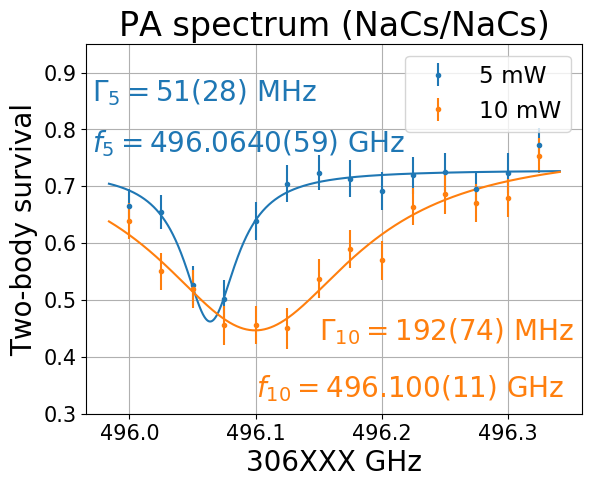 PA spectrum (NaCs/NaCs)
Two-body survival
0.9
0.8
0.7
0.6
0.5
0.4
0.3
Γ₅ = 51(28) MHz
f₅ = 496.0640(59) GHz
5 mW
10 mW
Γ₁₀ = 192(74) MHz
f₁₀ = 496.100(11) GHz
496.0 496.1 496.2 496.3
306XXX GHz